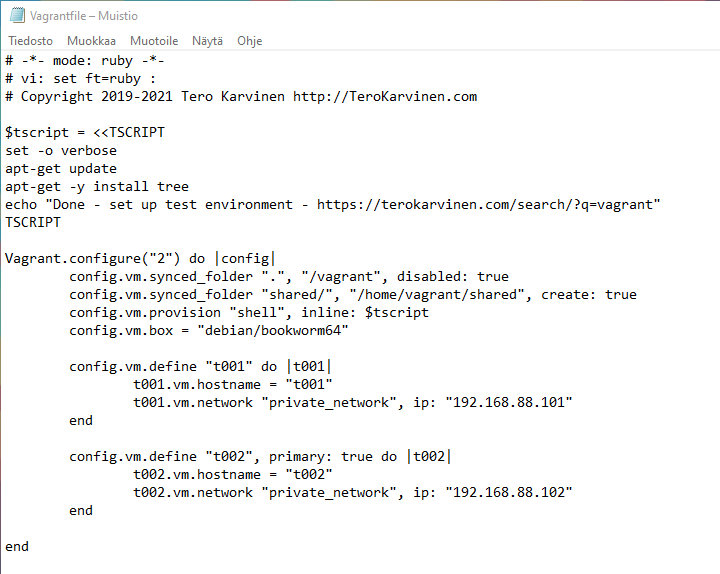 Vagrantfile – Muistio
Tiedosto Muokkaa Muotoile Näytä Ohje
# -*- mode: ruby -*-
# vi: set ft=ruby :
# Copyright 2019-2021 Tero Karvinen http://TeroKarvinen.com

$tscript = <<TSCRIPT
set -o verbose
apt-get update
apt-get -y install tree
echo "Done - set up test environment - https://terokarvinen.com/search/?q=vagrant"
TSCRIPT

Vagrant.configure("2") do |config|
        config.vm.synced_folder ".", "/vagrant", disabled: true
        config.vm.synced_folder "shared/", "/home/vagrant/shared", create: true
        config.vm.provision "shell", inline: $tscript
        config.vm.box = "debian/bookworm64"

        config.vm.define "t001" do |t001|
                t001.vm.hostname = "t001"
                t001.vm.network "private_network", ip: "192.168.88.101"
        end

        config.vm.define "t002", primary: true do |t002|
                t002.vm.hostname = "t002"
                t002.vm.network "private_network", ip: "192.168.88.102"
        end

end